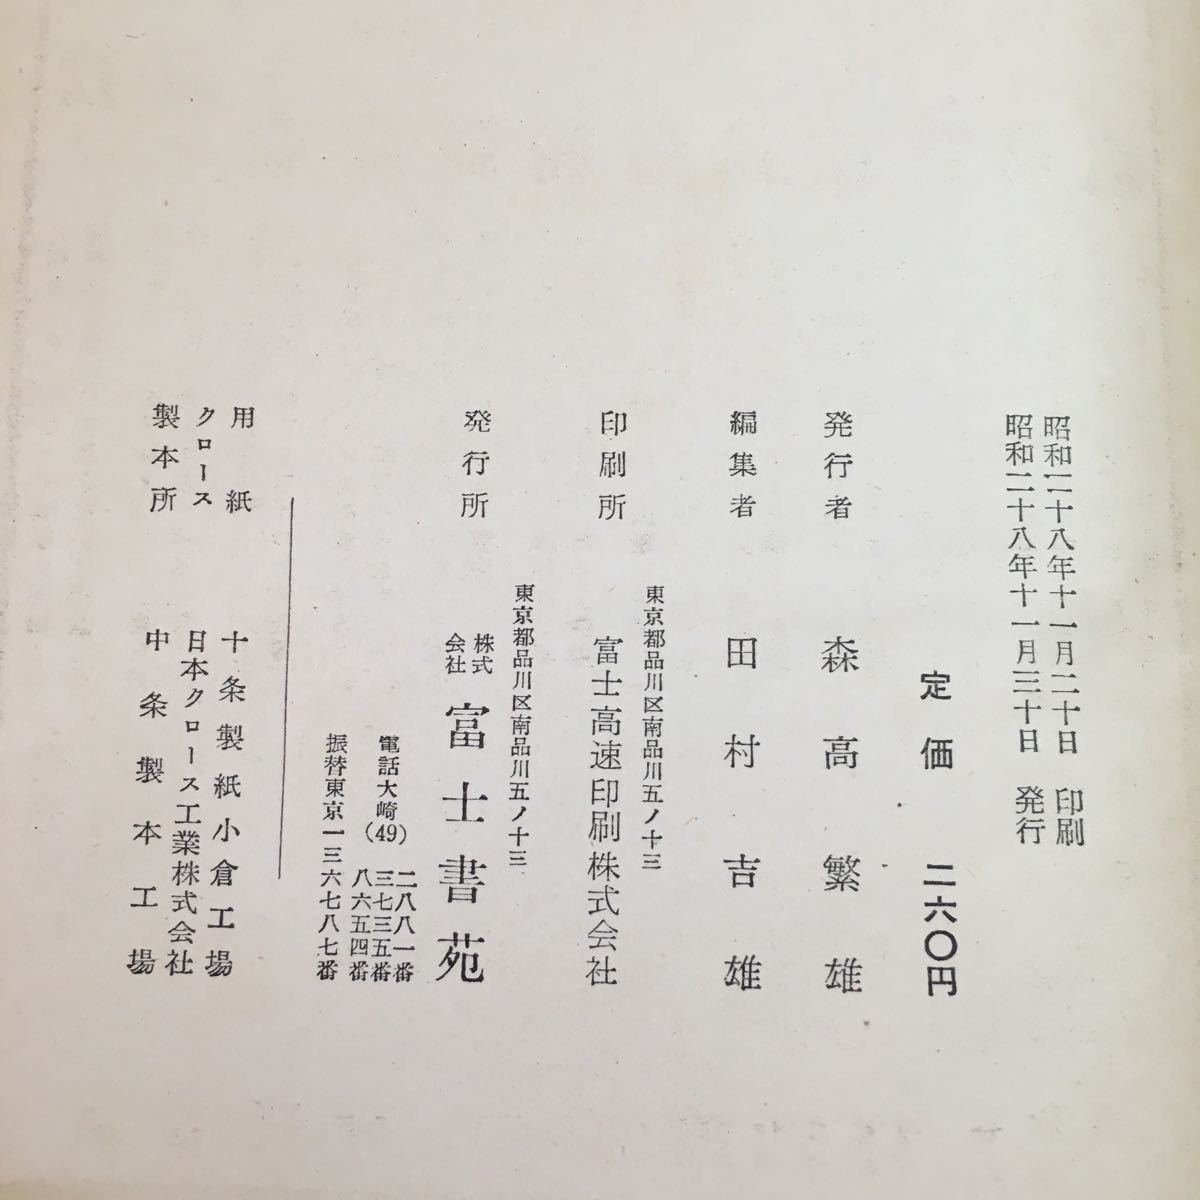 昭和二十八年十一月二十日　印刷
昭和二十八年十一月三十日　発行
定価　二六〇円
発行者　森高繁雄
編集者　田村吉雄
東京都品川区南品川五ノ十三
印刷所　富士高速印刷株式会社
東京都品川区南品川五ノ十三
発行所　株式会社　富士書苑
電話大崎(49)　二八八一番
三七三五番
八六五四番
振替東京一三六七八七番
用紙　十条製紙小倉工場
クロース　日本クロース工業株式会社
製本所　中条製本工場